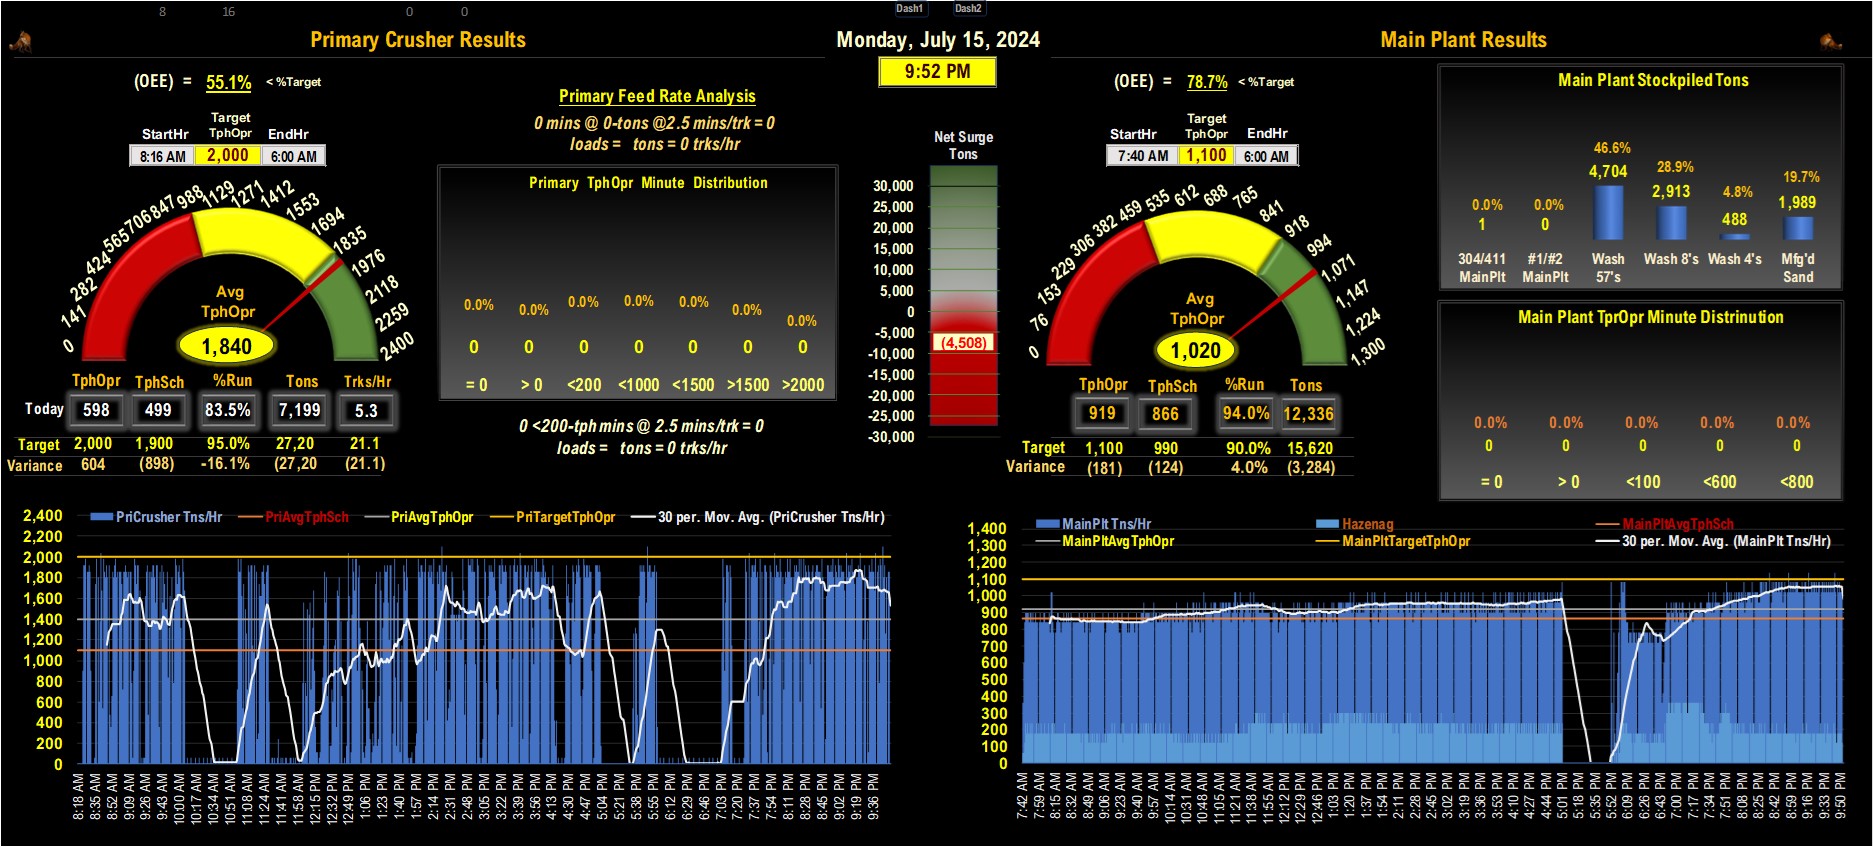 8 16 0 0 Dash1 Dash2
Primary Crusher Results
Monday, July 15, 2024
Main Plant Results
9:52 PM
(OEE) = 55.1% < %Target
StartHr Target TphOpr EndHr
8:16 AM 2,000 6:00 AM
0 141 282 424 565 706 847 988 1129 1271 1412 1553 1694 1835 1976 2118 2259 2400
Avg
TphOpr
1,840
TphOpr TphSch %Run Tons Trks/Hr
Today 598 499 83.5% 7,199 5.3
Target 2,000 1,900 95.0% 27,20 21.1
Variance 604 (898) -16.1% (27,20 (21.1)
Primary Feed Rate Analysis
0 mins @ 0-tons @2.5 mins/trk = 0
loads = tons = 0 trks/hr
Primary TphOpr Minute Distribution
0.0% 0.0% 0.0% 0.0% 0.0% 0.0% 0.0%
0 0 0 0 0 0 0
= 0 > 0 <200 <1000 <1500 >1500 >2000
0 <200-tph mins @ 2.5 mins/trk = 0
loads = tons = 0 trks/hr
Net Surge
Tons
30,000
25,000
20,000
15,000
10,000
5,000
0
-5,000
(4,508)
-10,000
-15,000
-20,000
-25,000
-30,000
(OEE) = 78.7% < %Target
StartHr Target TphOpr EndHr
7:40 AM 1,100 6:00 AM
0 76 153 229 306 382 459 535 612 688 765 841 918 994 1,071 1,147 1,224 1,300
Avg
TphOpr
1,020
TphOpr TphSch %Run Tons
919 866 94.0% 12,336
Target 1,100 990 90.0% 15,620
Variance (181) (124) 4.0% (3,284)
Main Plant Stockpiled Tons
0.0% 0.0% 46.6% 28.9% 4.8% 19.7%
1 0 4,704 2,913 488 1,989
304/411 #1/#2 Wash Wash 8's Wash 4's Mfg'd
MainPlt MainPlt 57's Sand
Main Plant TprOpr Minute Distrinution
0.0% 0.0% 0.0% 0.0% 0.0%
0 0 0 0 0
= 0 > 0 <100 <600 <800
PriCrusher Tns/Hr PriAvgTphSch PriAvgTphOpr PriTargetTphOpr 30 per. Mov. Avg. (PriCrusher Tns/Hr)
2,400
2,200
2,000
1,800
1,600
1,400
1,200
1,000
800
600
400
200
0
8:18 AM 8:35 AM 8:52 AM 9:09 AM 9:26 AM 9:43 AM 10:00 AM 10:17 AM 10:34 AM 10:51 AM 11:08 AM 11:24 AM 11:41 AM 11:58 AM 12:15 PM 12:32 PM 12:49 PM 1:06 PM 1:23 PM 1:40 PM 1:57 PM 2:14 PM 2:31 PM 2:48 PM 3:05 PM 3:22 PM 3:39 PM 3:56 PM 4:13 PM 4:30 PM 4:47 PM 5:04 PM 5:21 PM 5:38 PM 5:55 PM 6:12 PM 6:29 PM 6:46 PM 7:03 PM 7:20 PM 7:37 PM 7:54 PM 8:11 PM 8:28 PM 8:45 PM 9:02 PM 9:19 PM 9:36 PM
MainPlt Tns/Hr Hazenag MainPltAvgTphSch
MainPltAvgTphOpr MainPltTargetTphOpr 30 per. Mov. Avg. (MainPlt Tns/Hr)
1,400
1,300
1,200
1,100
1,000
900
800
700
600
500
400
300
200
100
0
7:42 AM 7:59 AM 8:15 AM 8:32 AM 8:49 AM 9:06 AM 9:23 AM 9:40 AM 9:57 AM 10:14 AM 10:31 AM 10:48 AM 11:05 AM 11:21 AM 11:38 AM 11:55 AM 12:12 PM 12:29 PM 12:46 PM 1:03 PM 1:20 PM 1:37 PM 1:54 PM 2:11 PM 2:28 PM 2:45 PM 3:02 PM 3:19 PM 3:36 PM 3:53 PM 4:10 PM 4:27 PM 4:44 PM 5:01 PM 5:18 PM 5:35 PM 5:52 PM 6:09 PM 6:26 PM 6:43 PM 7:00 PM 7:17 PM 7:34 PM 7:51 PM 8:08 PM 8:25 PM 8:42 PM 8:59 PM 9:16 PM 9:33 PM 9:50 PM